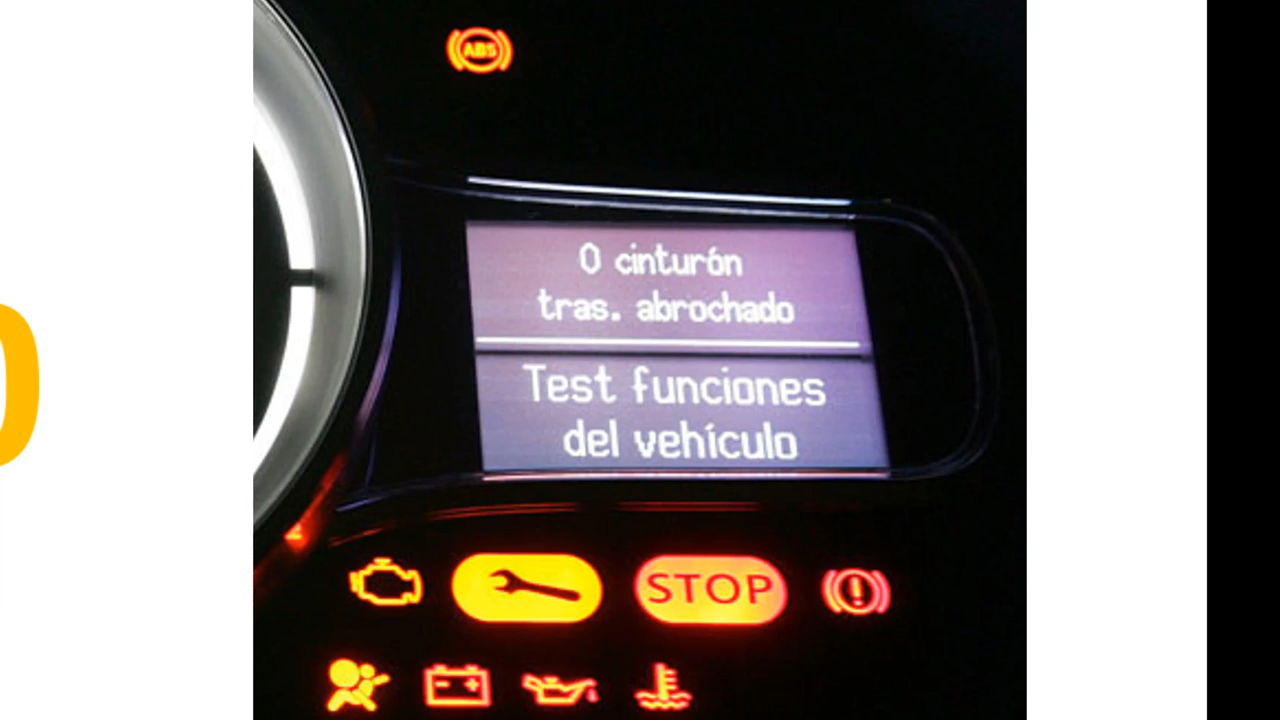 ABS
0 cinturón
tras. abrochado
Test funciones
del vehículo
STOP